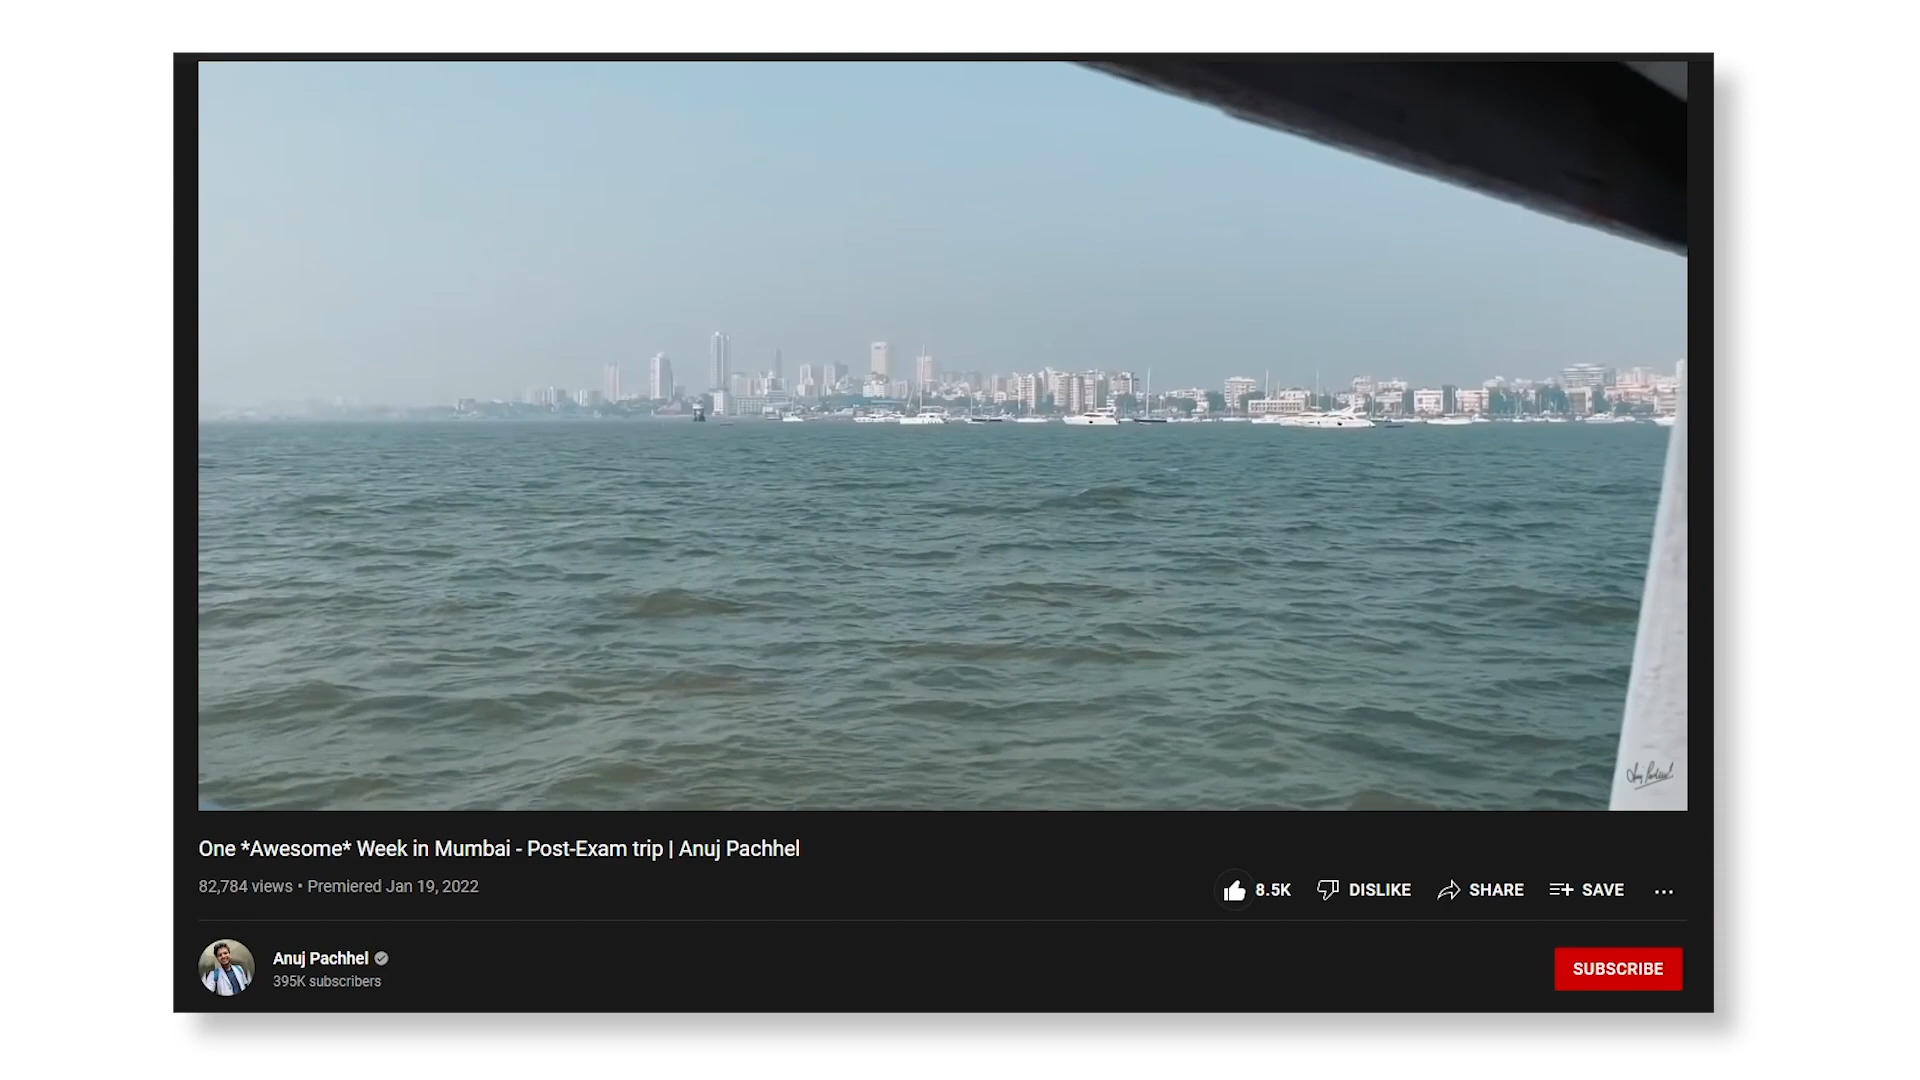 One *Awesome* Week in Mumbai - Post-Exam trip | Anuj Pachhel
82,784 views • Premiered Jan 19, 2022
8.5K DISLIKE SHARE SAVE ...
Anuj Pachhel
395K subscribers
SUBSCRIBE